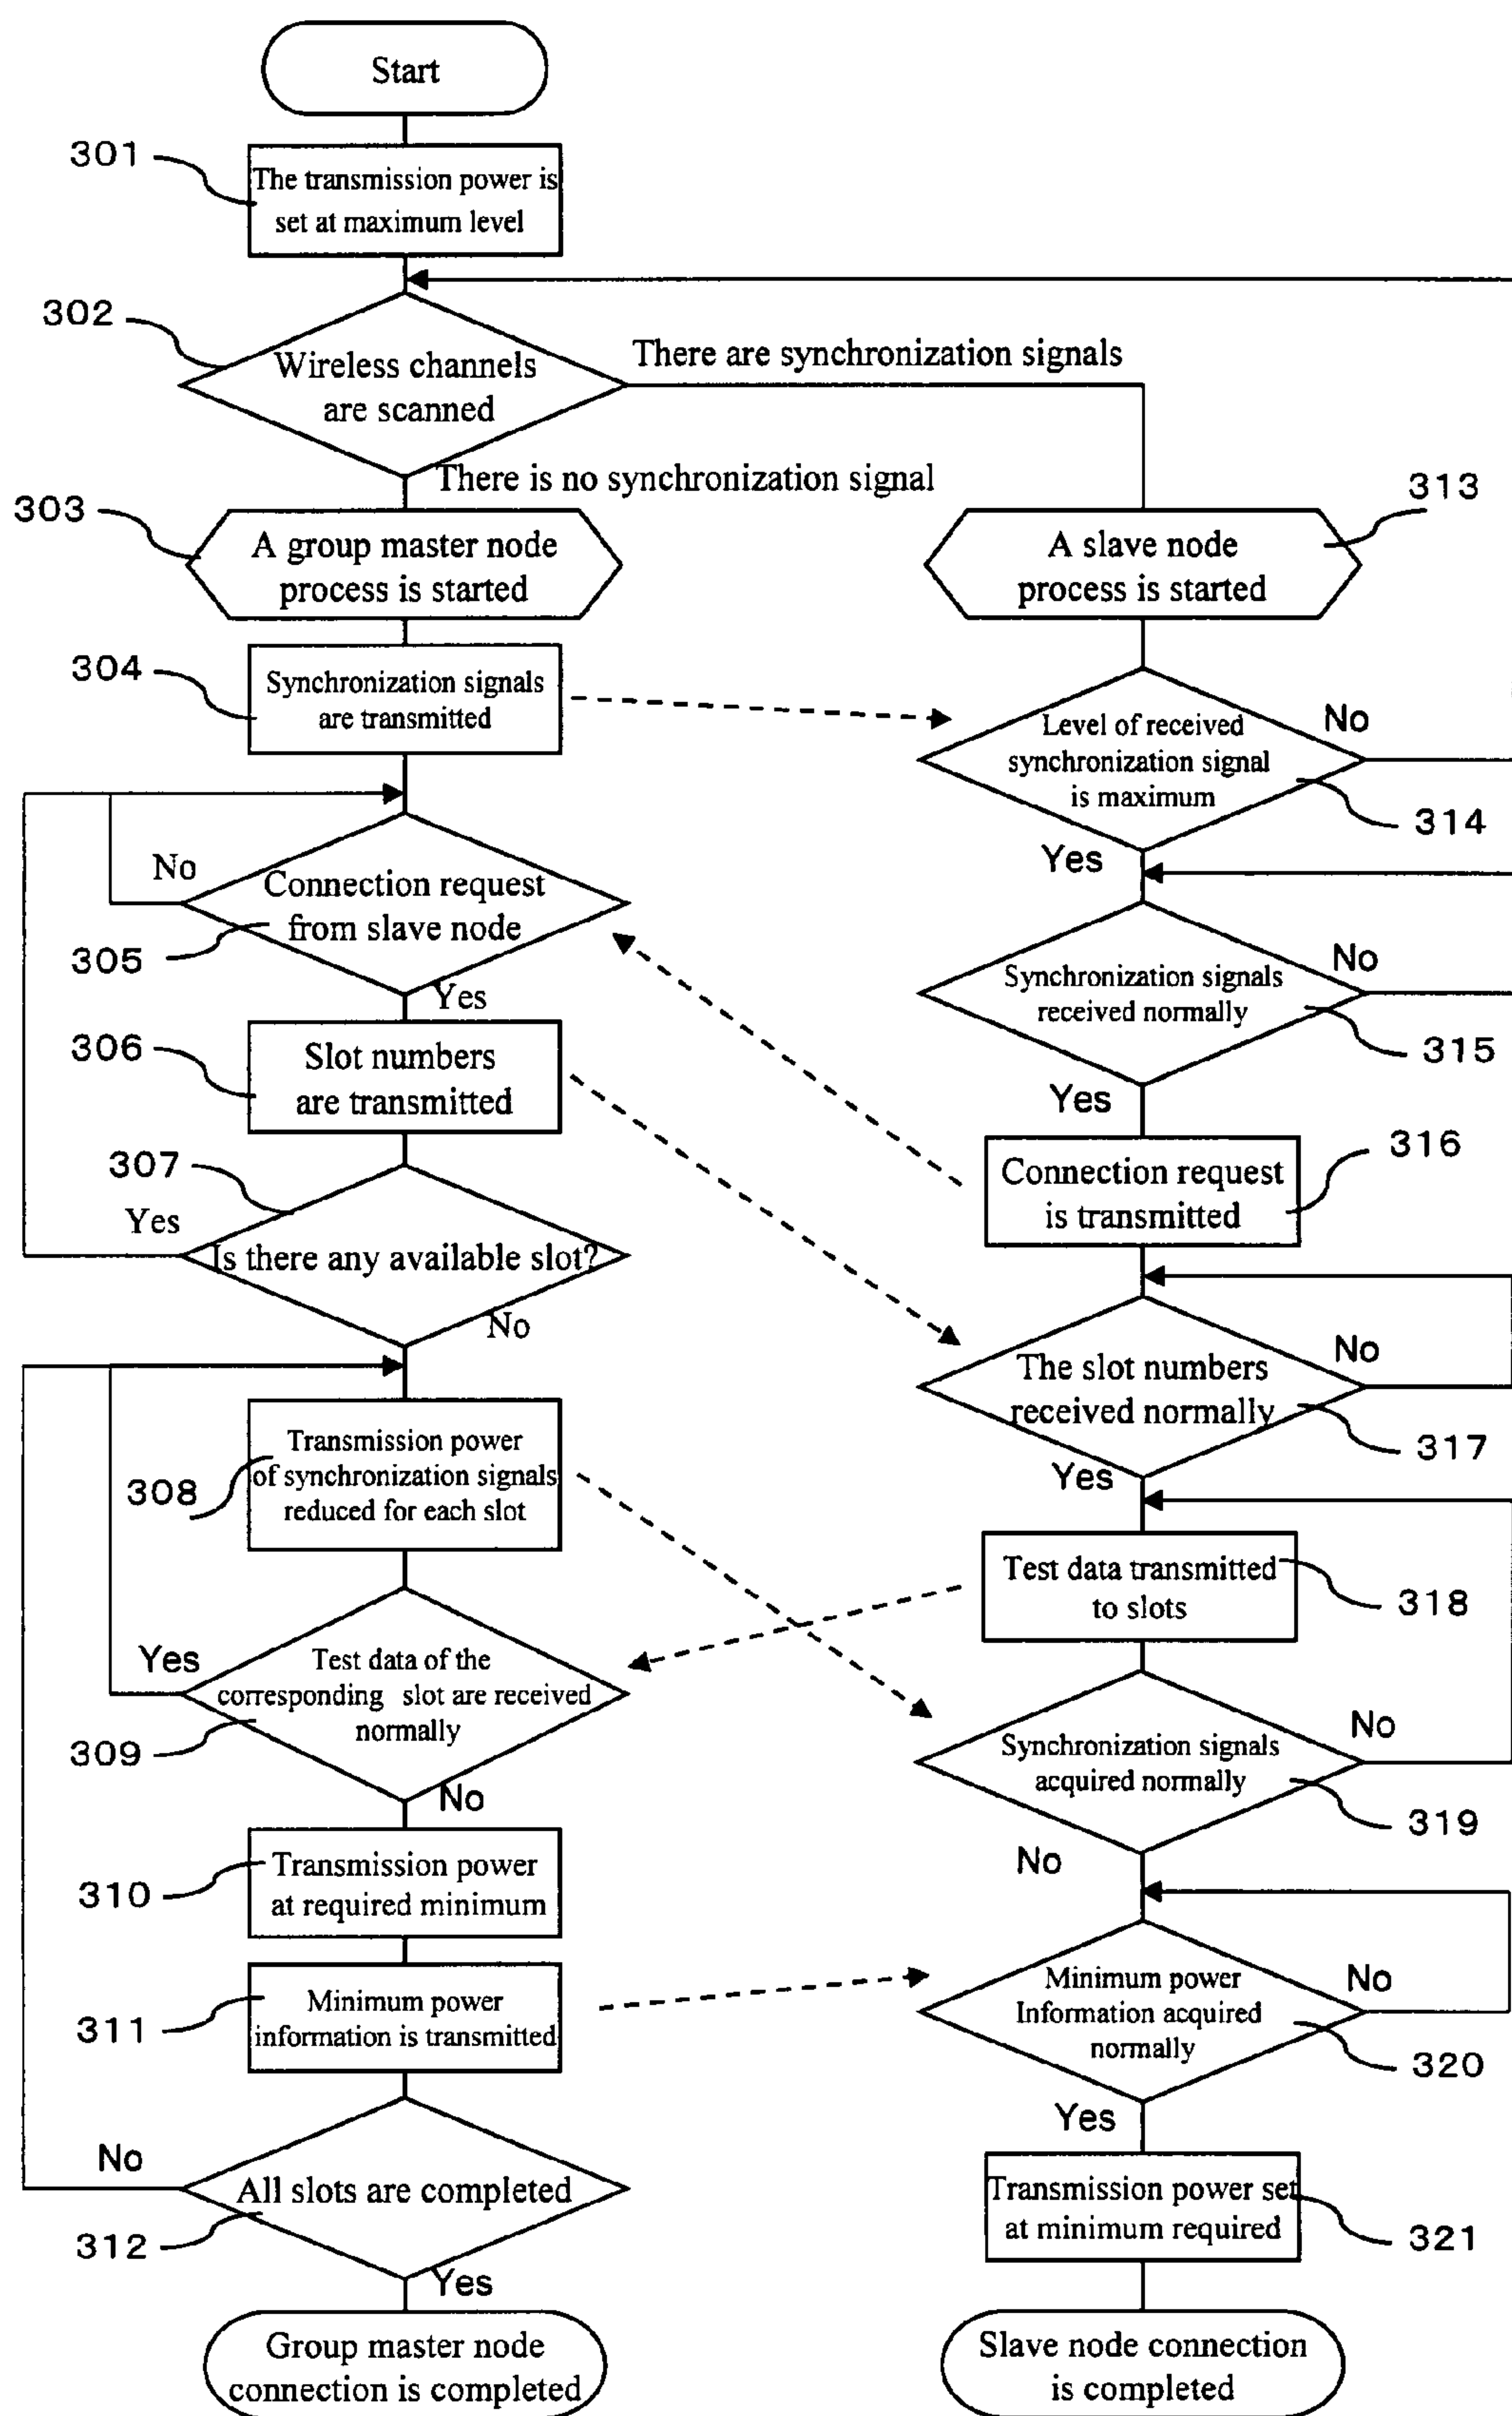 Start
301
The transmission power is
set at maximum level
302
Wireless channels
are scanned
There are synchronization signals
There is no synchronization signal
303
A group master node
process is started
313
A slave node
process is started
304
Synchronization signals
are transmitted
Level of received
synchronization signal
is maximum
No
314
Yes
No
Connection request
from slave node
305
Yes
Synchronization signals
received normally
No
315
Yes
306
Slot numbers
are transmitted
316
Connection request
is transmitted
307
Yes
Is there any available slot?
No
The slot numbers
received normally
No
317
Yes
308
Transmission power
of synchronization signals
reduced for each slot
Test data transmitted
to slots
318
Yes
Test data of the
corresponding slot are received
normally
309
No
Synchronization signals
acquired normally
No
319
No
310
Transmission power
at required minimum
311
Minimum power
information is transmitted
Minimum power
Information acquired
normally
No
320
Yes
No
All slots are completed
312
Yes
Transmission power set
at minimum required
321
Group master node
connection is completed
Slave node connection
is completed